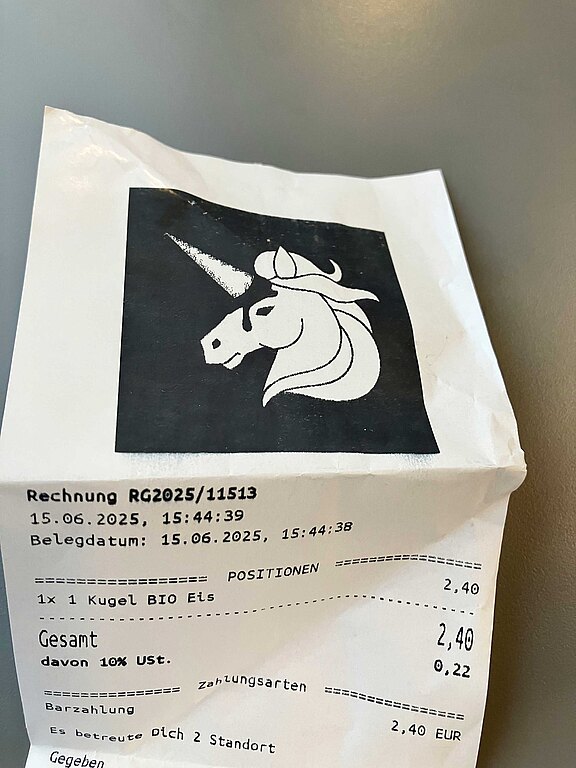 Rechnung RG2025/11513
15.06.2025, 15:44:39
Belegdatum: 15.06.2025, 15:44:38
================ POSITIONEN ================
1x 1 Kugel BIO Eis 2,40
Gesamt 2,40
davon 10% USt. 0,22
=============== Zahlungsarten ===============
Barzahlung 2,40 EUR
Es betreute Dich 2 Standort
Gegeben